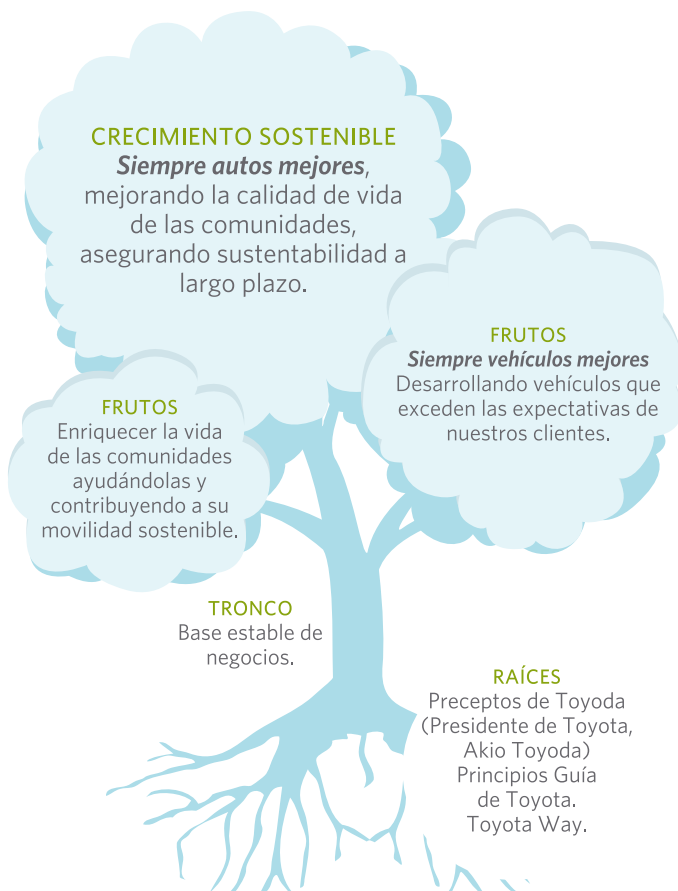 CRECIMIENTO SOSTENIBLE
Siempre autos mejores,
mejorando la calidad de vida
de las comunidades,
asegurando sustentabilidad a
largo plazo.
FRUTOS
Siempre vehículos mejores
Desarrollando vehículos que
exceden las expectativas de
nuestros clientes.
FRUTOS
Enriquecer la vida
de las comunidades
ayudándolas y
contribuyendo a su
movilidad sostenible.
TRONCO
Base estable de
negocios.
RAÍCES
Preceptos de Toyoda
(Presidente de Toyota,
Akio Toyoda)
Principios Guía
de Toyota.
Toyota Way.